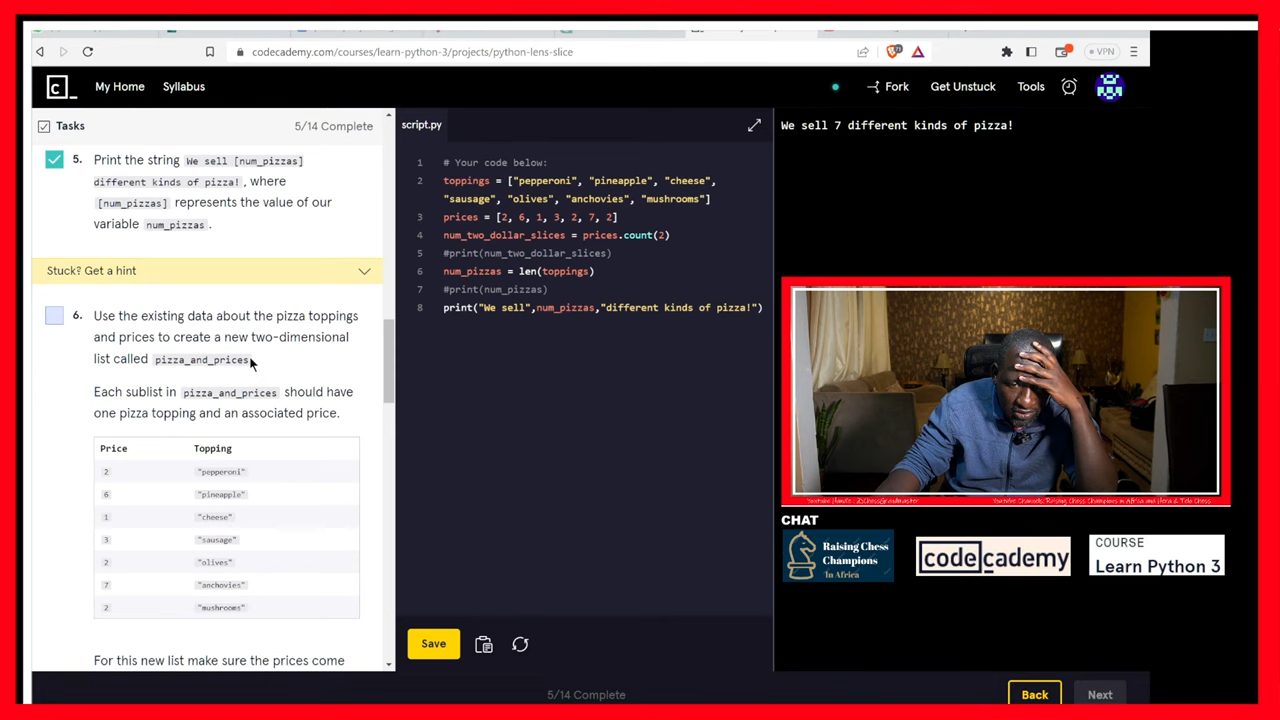 codecademy.com/courses/learn-python-3/projects/python-lens-slice
VPN
c_
My Home
Syllabus
Fork
Get Unstuck
Tools
Tasks
5/14 Complete
5. Print the string We sell [num_pizzas]
different kinds of pizza!, where
[num_pizzas] represents the value of our
variable num_pizzas.
Stuck? Get a hint
6. Use the existing data about the pizza toppings
and prices to create a new two-dimensional
list called pizza_and_prices
Each sublist in pizza_and_prices should have
one pizza topping and an associated price.
Price Topping
2 "pepperoni"
6 "pineapple"
1 "cheese"
3 "sausage"
2 "olives"
7 "anchovies"
2 "mushrooms"
For this new list make sure the prices come
script.py
1 # Your code below:
2 toppings = ["pepperoni", "pineapple", "cheese",
"sausage", "olives", "anchovies", "mushrooms"]
3 prices = [2, 6, 1, 3, 2, 7, 2]
4 num_two_dollar_slices = prices.count(2)
5 #print(num_two_dollar_slices)
6 num_pizzas = len(toppings)
7 #print(num_pizzas)
8 print("We sell",num_pizzas,"different kinds of pizza!")
Save
We sell 7 different kinds of pizza!
CHAT
Raising Chess
Champions
In Africa
codecademy
COURSE
Learn Python 3
5/14 Complete
Back
Next